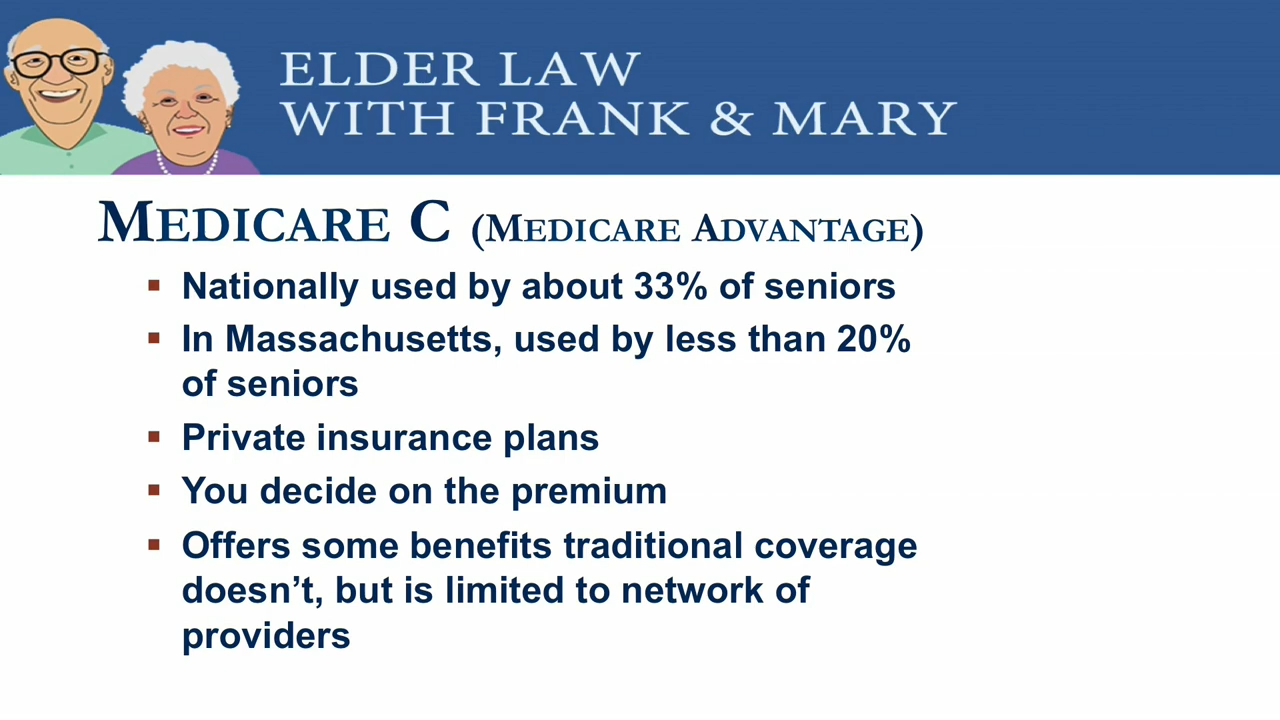 ELDER LAW
WITH FRANK & MARY
MEDICARE C (MEDICARE ADVANTAGE)
▪ Nationally used by about 33% of seniors
▪ In Massachusetts, used by less than 20%
of seniors
▪ Private insurance plans
▪ You decide on the premium
▪ Offers some benefits traditional coverage
doesn’t, but is limited to network of
providers